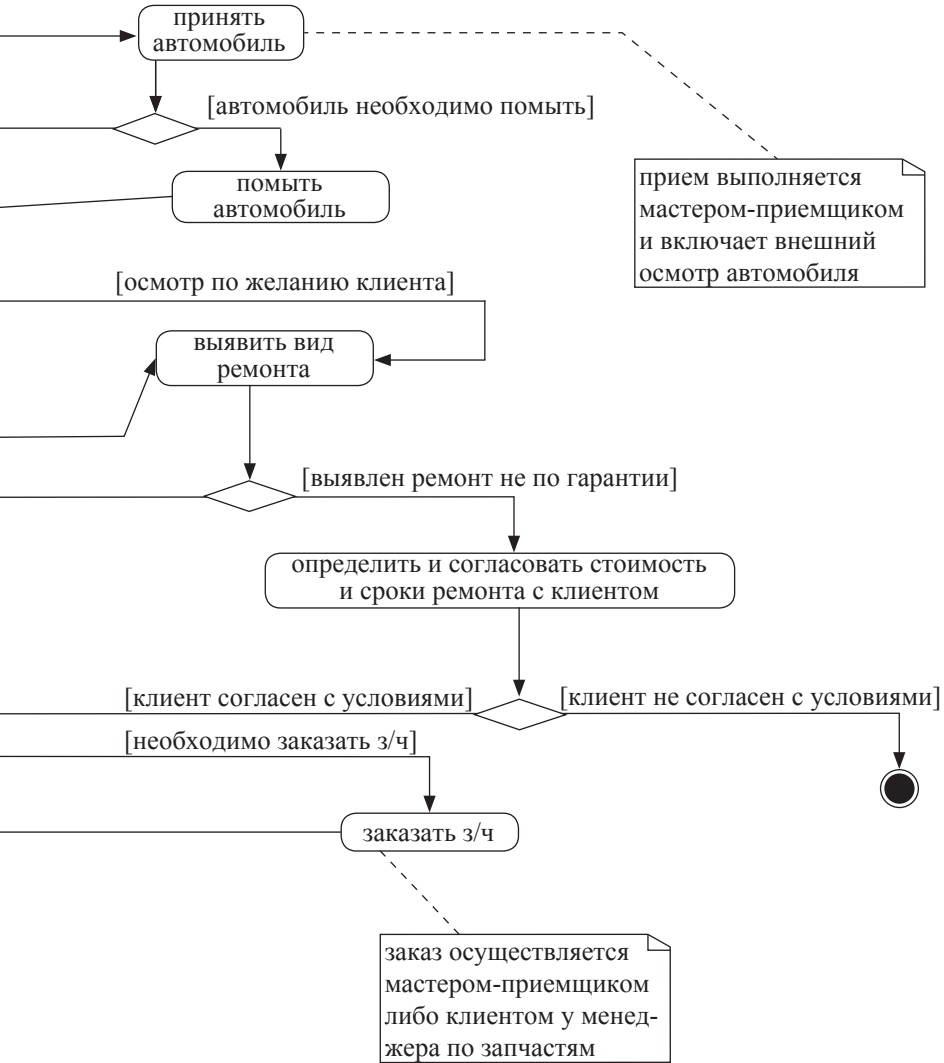 принять
автомобиль
[автомобиль необходимо помыть]
помыть
автомобиль
прием выполняется
мастером-приемщиком
и включает внешний
осмотр автомобиля
[осмотр по желанию клиента]
выявить вид
ремонта
[выявлен ремонт не по гарантии]
определить и согласовать стоимость
и сроки ремонта с клиентом
[клиент согласен с условиями]
[клиент не согласен с условиями]
[необходимо заказать з/ч]
заказать з/ч
заказ осуществляется
мастером-приемщиком
либо клиентом у менед-
жера по запчастям